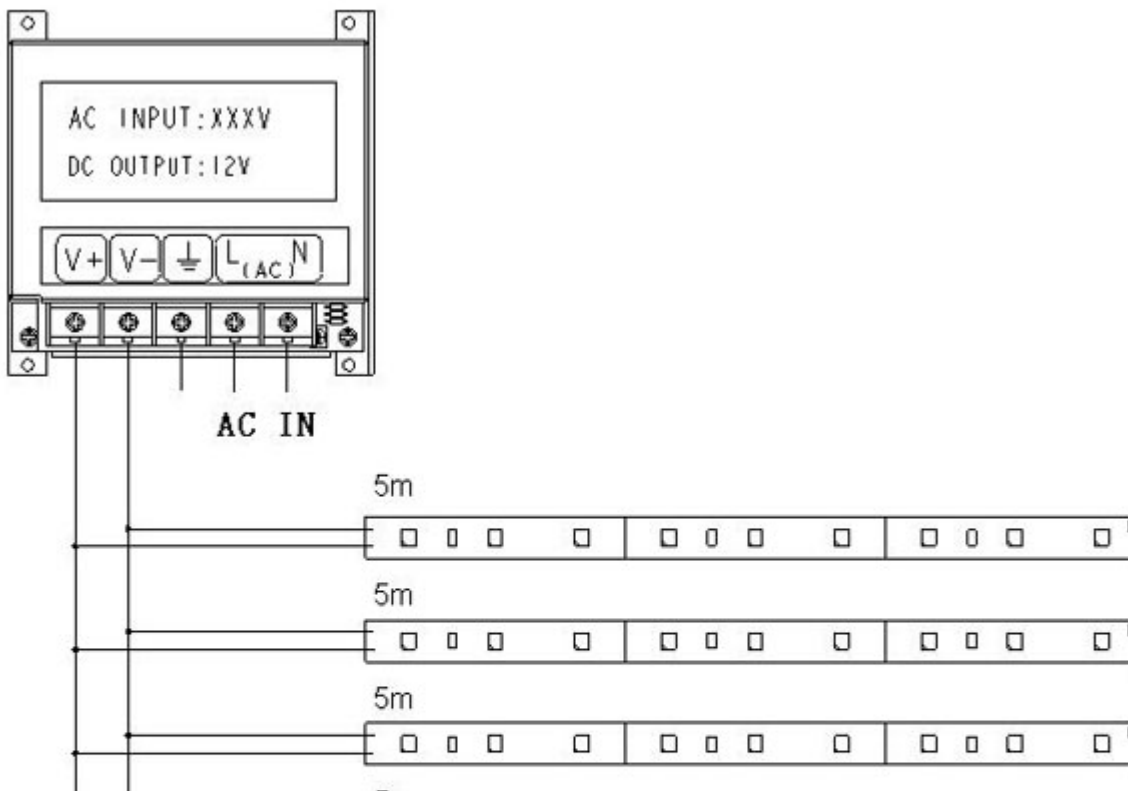 AC INPUT:XXXV
DC OUTPUT:12V
V+ V- L(AC)N
AC IN
5m
5m
5m